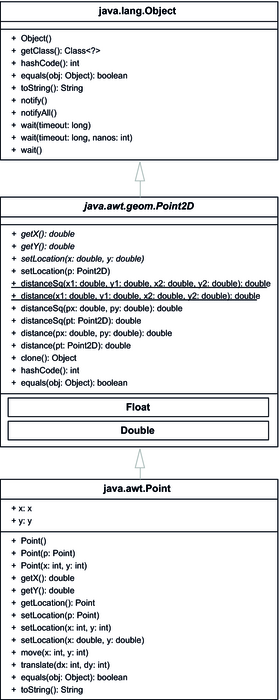 java.lang.Object
+ Object()
+ getClass(): Class<?>
+ hashCode(): int
+ equals(obj: Object): boolean
+ toString(): String
+ notify()
+ notifyAll()
+ wait(timeout: long)
+ wait(timeout: long, nanos: int)
+ wait()
java.awt.geom.Point2D
+ getX(): double
+ getY(): double
+ setLocation(x: double, y: double)
+ setLocation(p: Point2D)
+ distanceSq(x1: double, y1: double, x2: double, y2: double): double
+ distance(x1: double, y1: double, x2: double, y2: double): double
+ distanceSq(px: double, py: double): double
+ distanceSq(pt: Point2D): double
+ distance(px: double, py: double): double
+ distance(pt: Point2D): double
+ clone(): Object
+ hashCode(): int
+ equals(obj: Object): boolean
Float
Double
java.awt.Point
+ x: x
+ y: y
+ Point()
+ Point(p: Point)
+ Point(x: int, y: int)
+ getX(): double
+ getY(): double
+ getLocation(): Point
+ setLocation(p: Point)
+ setLocation(x: int, y: int)
+ setLocation(x: double, y: double)
+ move(x: int, y: int)
+ translate(dx: int, dy: int)
+ equals(obj: Object): boolean
+ toString(): String